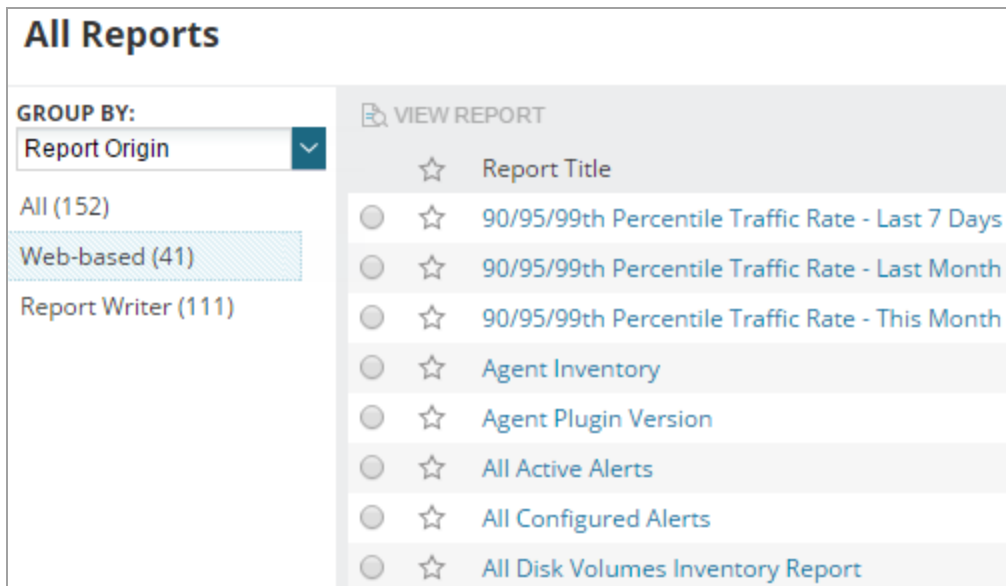 All Reports
GROUP BY:
Report Origin
All (152)
Web-based (41)
Report Writer (111)
VIEW REPORT
Report Title
90/95/99th Percentile Traffic Rate - Last 7 Days
90/95/99th Percentile Traffic Rate - Last Month
90/95/99th Percentile Traffic Rate - This Month
Agent Inventory
Agent Plugin Version
All Active Alerts
All Configured Alerts
All Disk Volumes Inventory Report